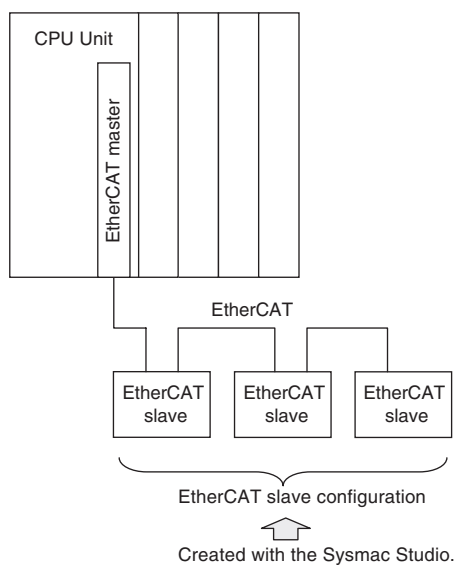 CPU Unit
EtherCAT master
EtherCAT
EtherCAT
slave
EtherCAT
slave
EtherCAT
slave
EtherCAT slave configuration
Created with the Sysmac Studio.